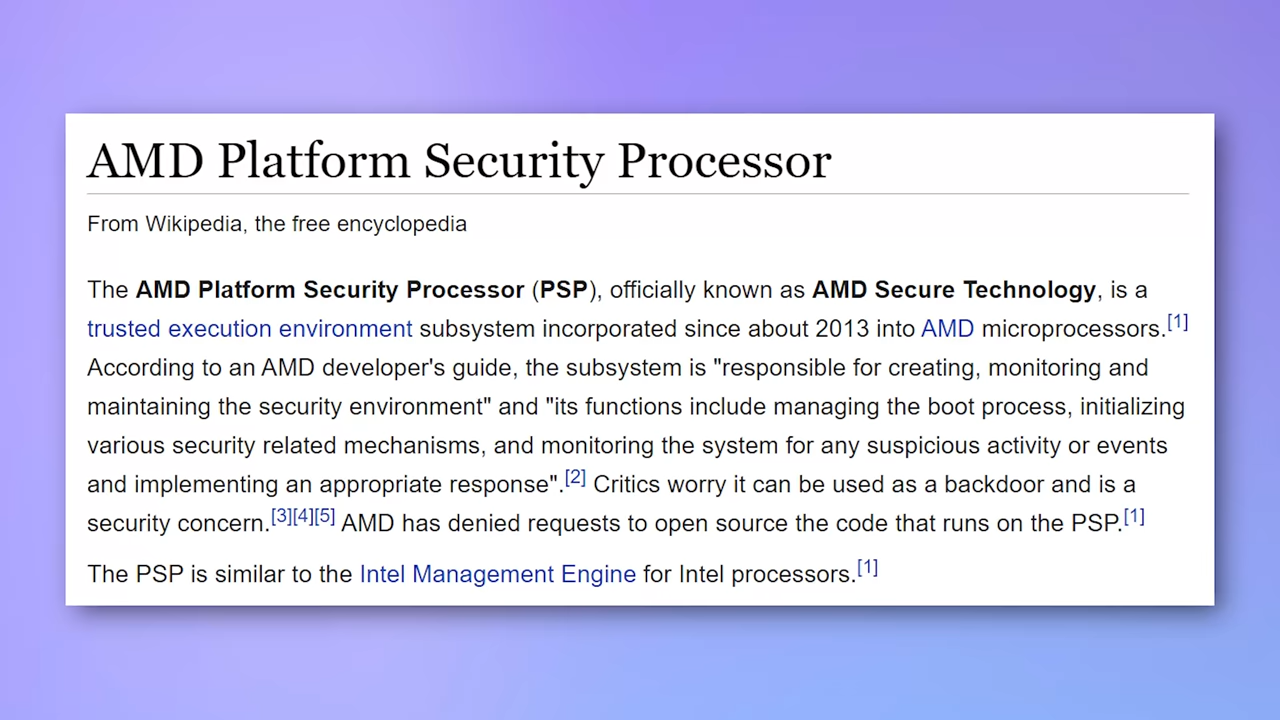 AMD Platform Security Processor
From Wikipedia, the free encyclopedia
The AMD Platform Security Processor (PSP), officially known as AMD Secure Technology, is a
trusted execution environment subsystem incorporated since about 2013 into AMD microprocessors.[1]
According to an AMD developer's guide, the subsystem is "responsible for creating, monitoring and
maintaining the security environment" and "its functions include managing the boot process, initializing
various security related mechanisms, and monitoring the system for any suspicious activity or events
and implementing an appropriate response".[2] Critics worry it can be used as a backdoor and is a
security concern.[3][4][5] AMD has denied requests to open source the code that runs on the PSP.[1]
The PSP is similar to the Intel Management Engine for Intel processors.[1]